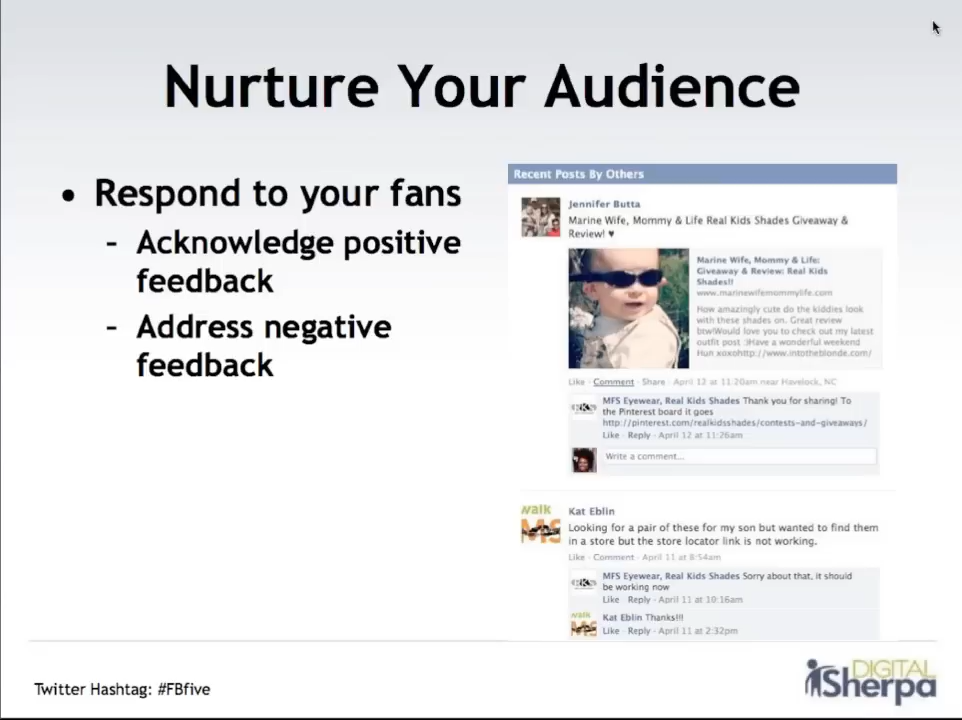 Nurture Your Audience
• Respond to your fans
– Acknowledge positive
feedback
– Address negative
feedback
Recent Posts By Others
Jennifer Butta
Marine Wife, Mommy & Life Real Kids Shades Giveaway &
Review! ♥
Marine Wife, Mommy & Life:
Giveaway & Review: Real Kids
Shades!!
www.marinewifemommylife.com
How amazingly cute do the kiddies look
with these shades on. Great review
btw!Would love you to check out my latest
outfit post :)Have a wonderful weekend
Hun xoxohttp://www.intotheblonde.com/
Like · Comment · Share · April 12 at 11:20am near Havelock, NC
RKS
MFS Eyewear, Real Kids Shades Thank you for sharing! To
the Pinterest board it goes
http://pinterest.com/realkidsshades/contests-and-giveaways/
Like · Reply · April 12 at 11:26am
Write a comment...
walk
MS
Kat Eblin
Looking for a pair of these for my son but wanted to find them
in a store but the store locator link is not working.
Like · Comment · April 11 at 8:54am
RKS
MFS Eyewear, Real Kids Shades Sorry about that, it should
be working now
Like · Reply · April 11 at 10:16am
walk
MS
Kat Eblin Thanks!!!
Like · Reply · April 11 at 2:32pm
Twitter Hashtag: #FBfive
DIGITAL
Sherpa